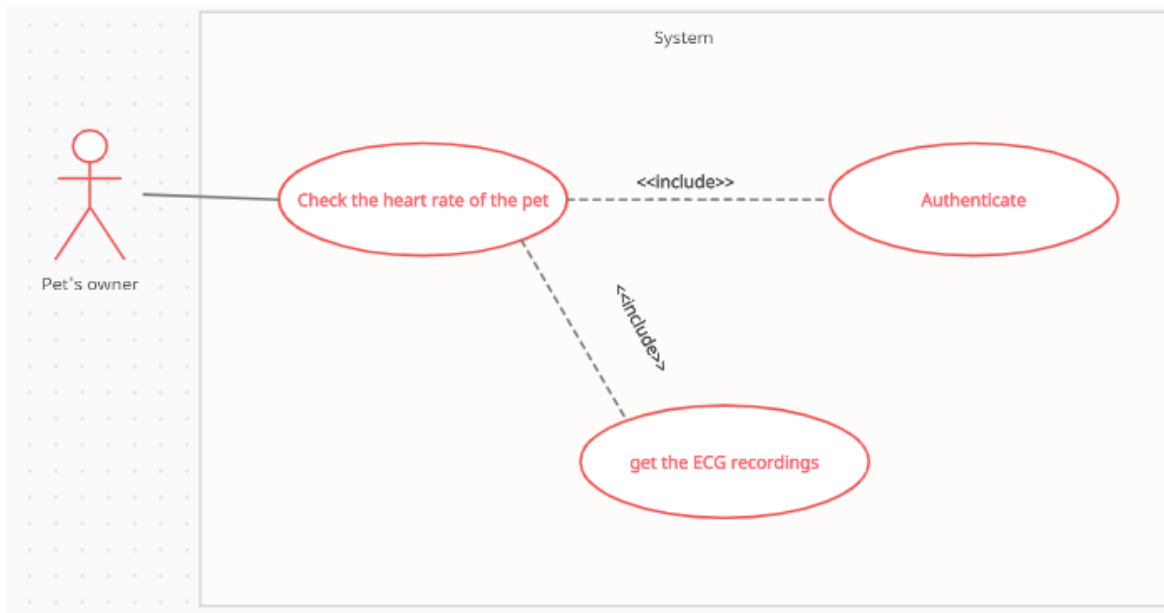 System
Check the heart rate of the pet
<<include>>
Authenticate
Pet's owner
<<include>>
get the ECG recordings